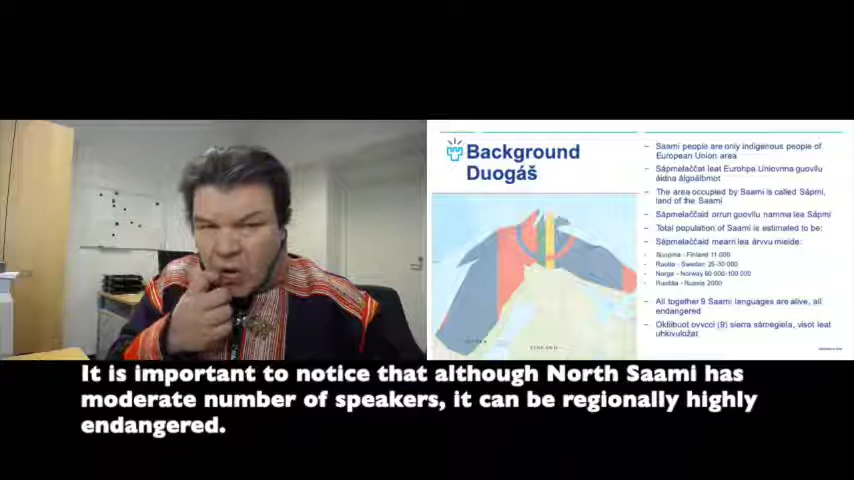 Background
Duogáš
– Saami people are only indigenous people of
European Union area
– Sápmelaččat leat Eurohpa Uniovnna guovllu
áidna álgoálbmot
– The area occupied by Saami is called Sápmi,
land of the Saami
– Sápmelaččaid orrun guovllu namma lea Sápmi
– Total population of Saami is estimated to be:
– Sápmelaččaid mearri lea árvvu mielde:
– Suopma - Finland 11 000
– Ruoŧŧa - Sweden 25-30 000
– Norga - Norway 60 000-100 000
– Ruošša - Russia 2000
– All together 9 Saami languages are alive, all
endangered
– Oktiibuot ovvcci (9) sierra sámegiela, visot leat
uhkivuložat
It is important to notice that although North Saami has
moderate number of speakers, it can be regionally highly
endangered.